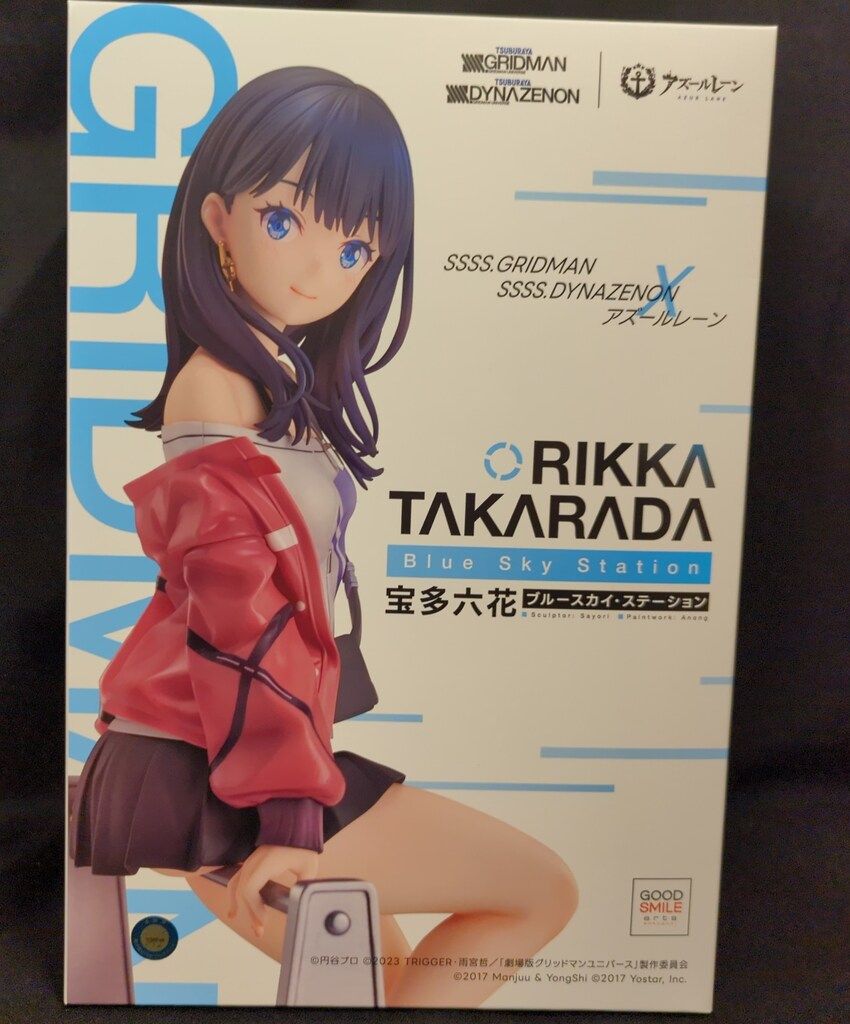 GRIDMAN
TSUBURAYA
GRIDMAN
GRIDMAN UNIVERSE
TSUBURAYA
DYNAZENON
GRIDMAN UNIVERSE
アズールレーン
AZUR LANE
SSSS.GRIDMAN
SSSS.DYNAZENON
X
アズールレーン
RIKKA
TAKARADA
Blue Sky Station
宝多六花 ブルースカイ・ステーション
Sculptor: Sayori Paintwork: Anong
GOOD
SMILE
arts
©円谷プロ ©2023 TRIGGER・雨宮哲／「劇場版グリッドマンユニバース」製作委員会
©2017 Manjuu & YongShi ©2017 Yostar, Inc.